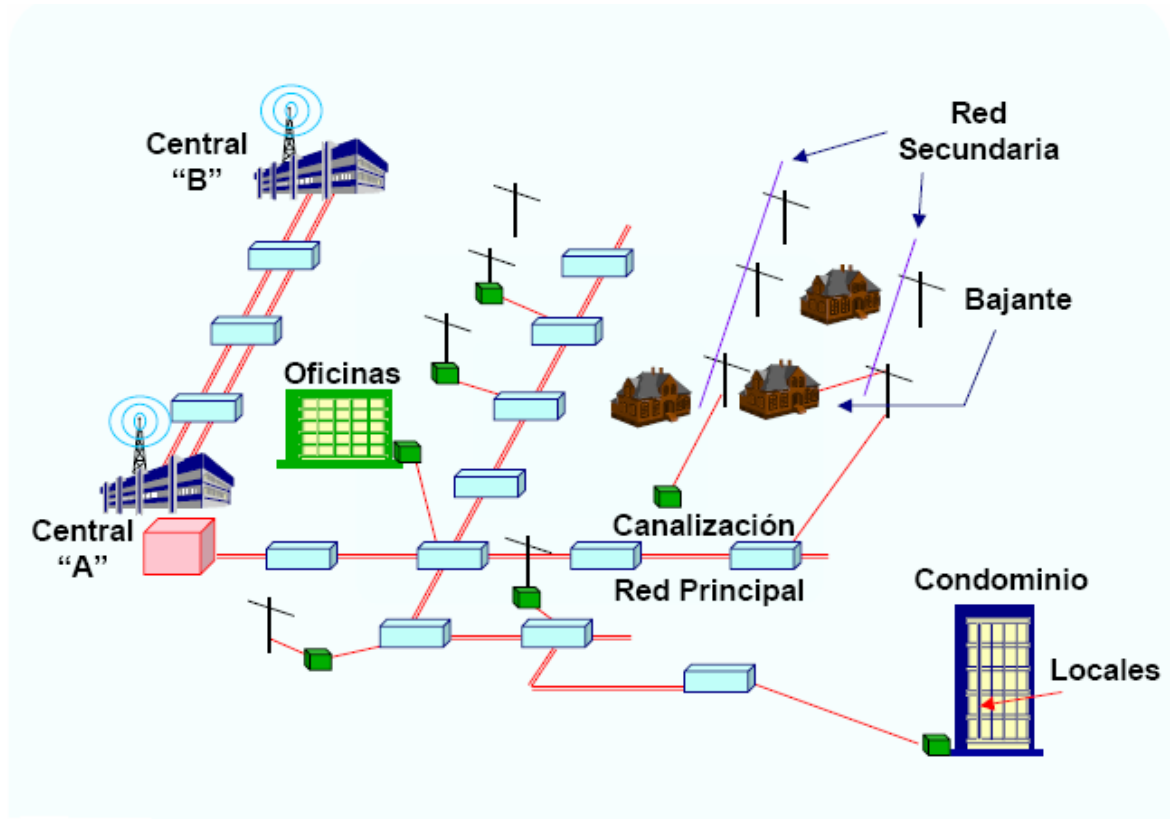 Central
“B”
Red
Secundaria
Bajante
Oficinas
Central
“A”
Canalización
Red Principal
Condominio
Locales